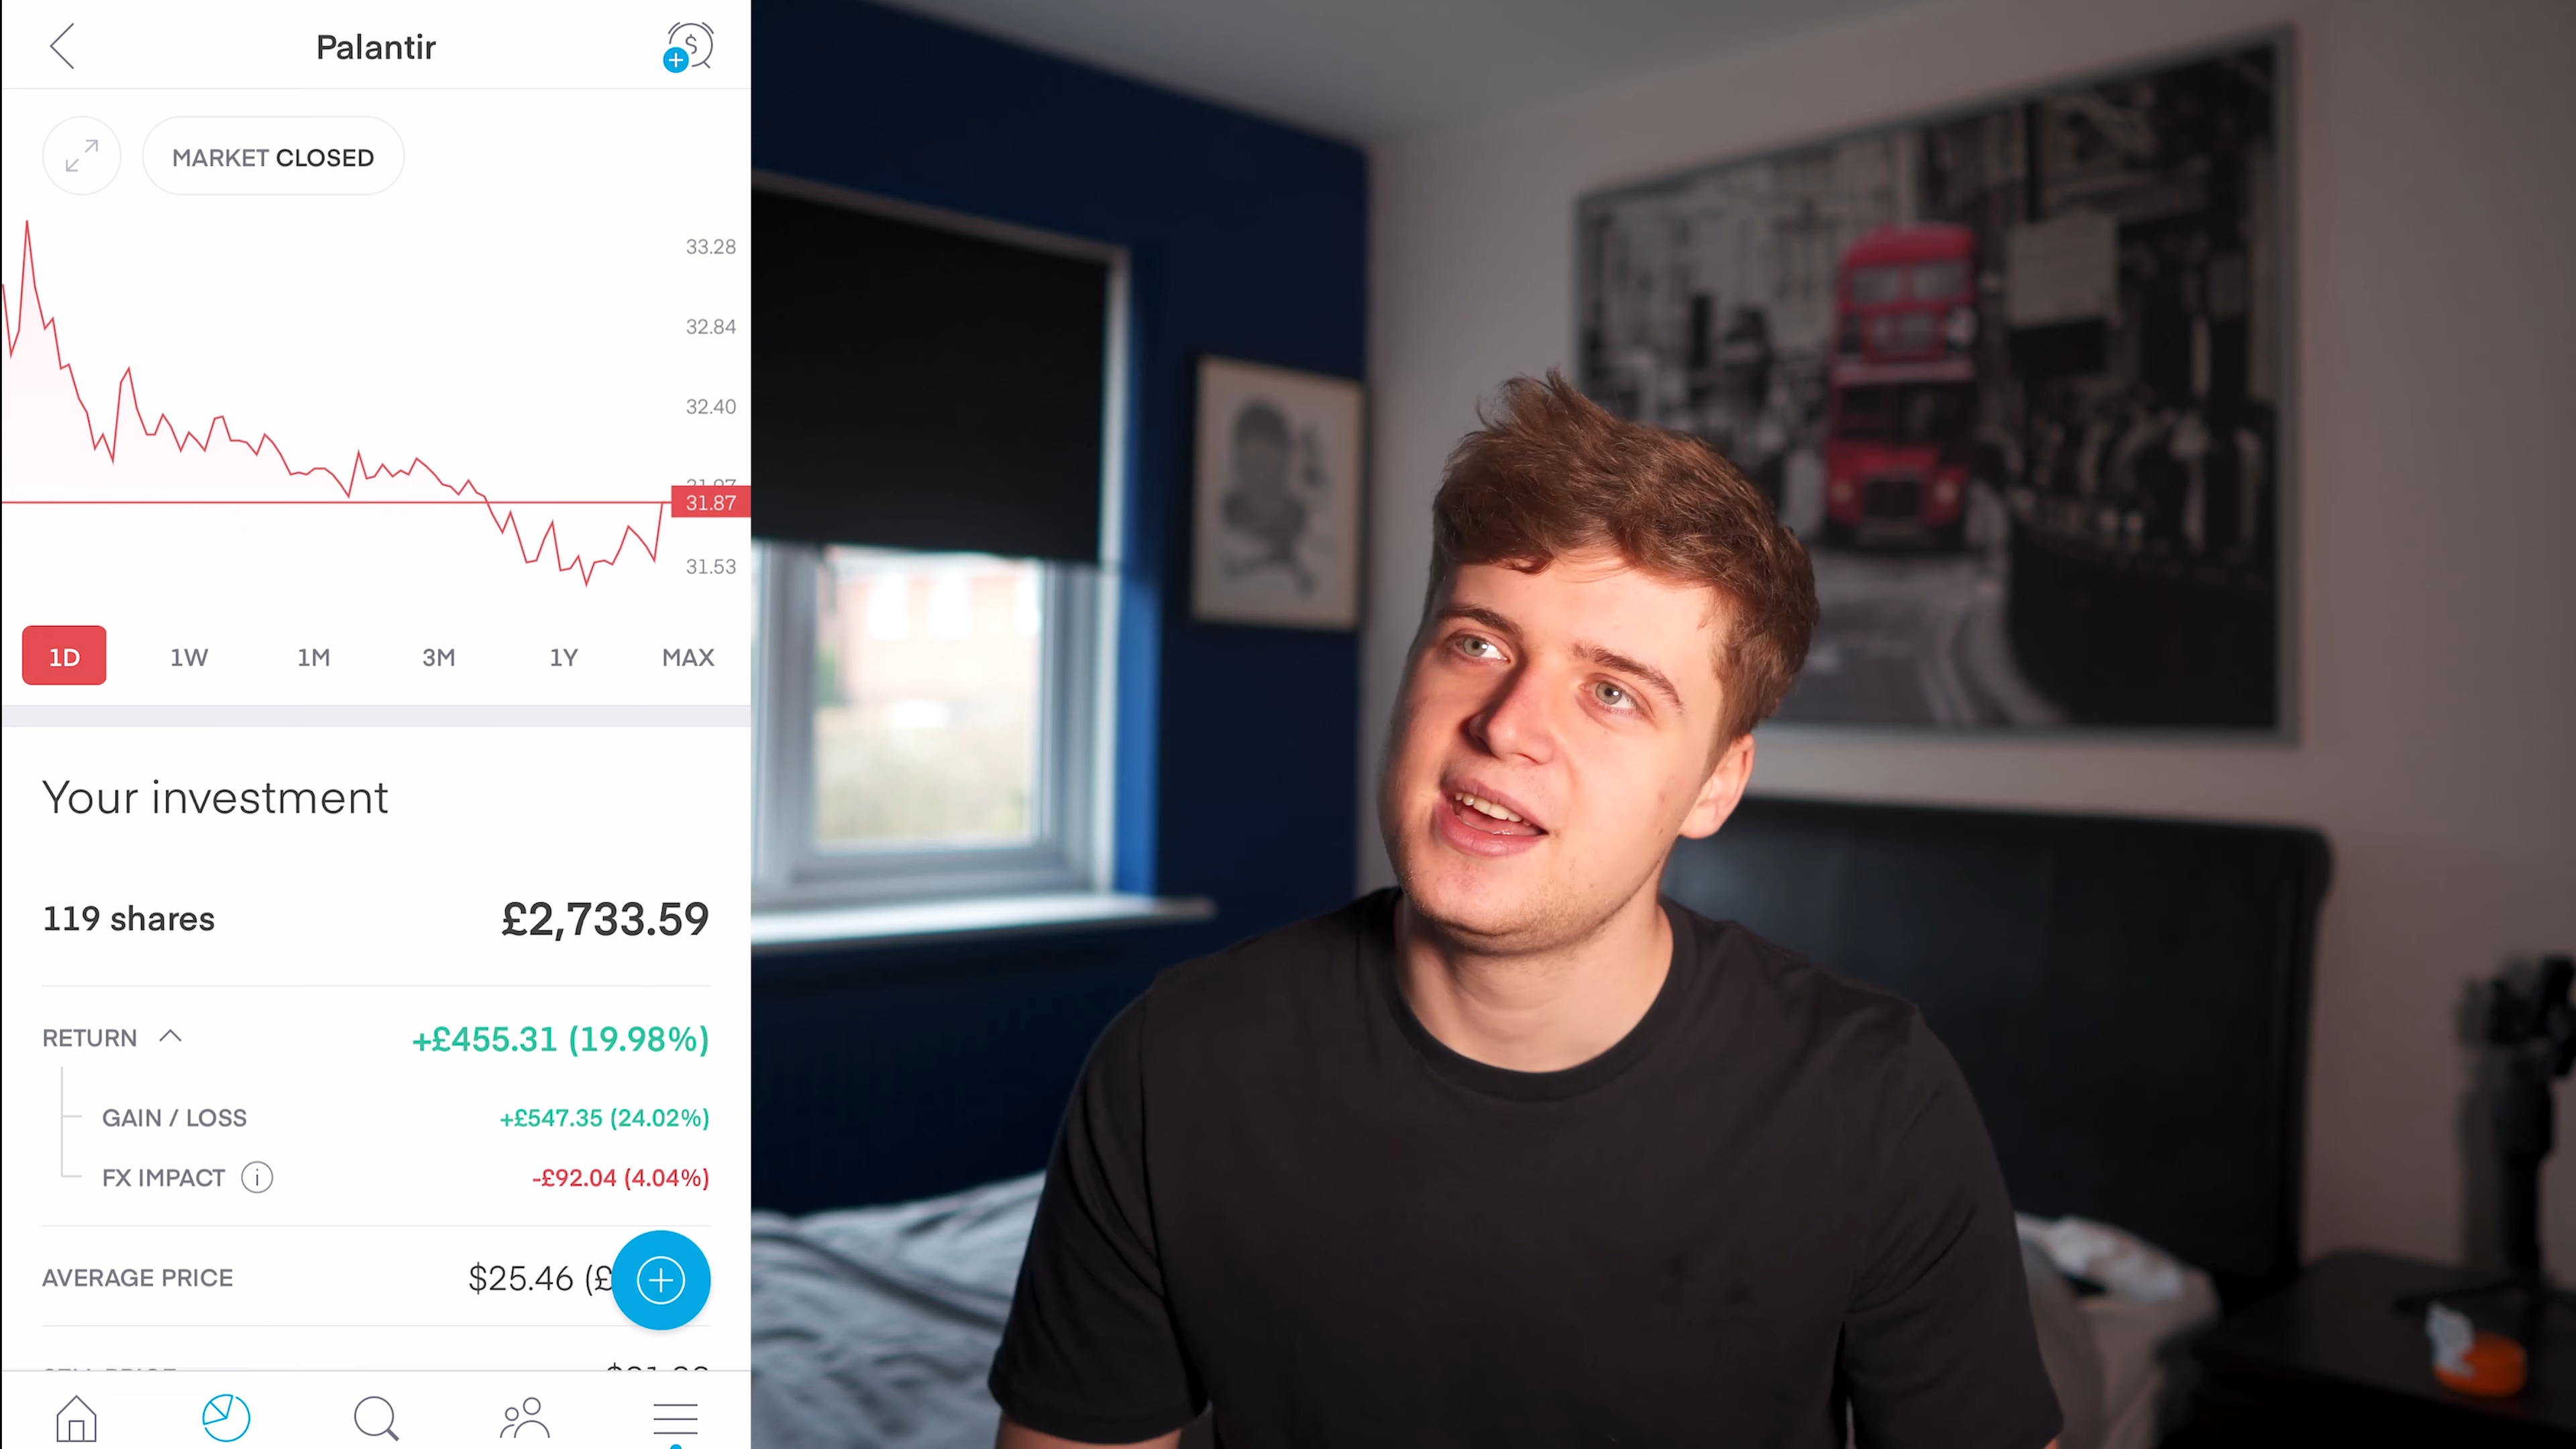 Palantir
MARKET CLOSED
33.28
32.84
32.40
31.87
31.53
1D 1W 1M 3M 1Y MAX
Your investment
119 shares £2,733.59
RETURN +£455.31 (19.98%)
GAIN / LOSS +£547.35 (24.02%)
FX IMPACT i -£92.04 (4.04%)
AVERAGE PRICE $25.46 (£